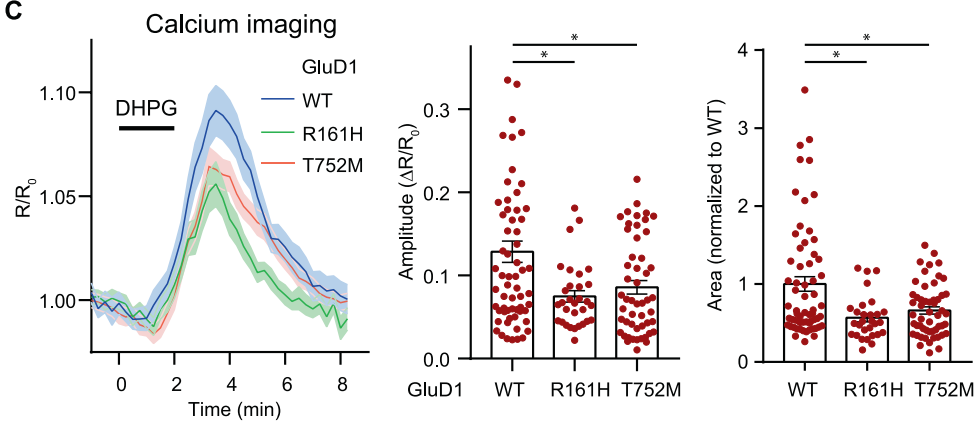 C
Calcium imaging
GluD1
WT
R161H
T752M
DHPG
1.10
1.05
1.00
R/R0
0 2 4 6 8
Time (min)
* *
0.3
0.2
0.1
0.0
Amplitude (ΔR/R0)
GluD1 WT R161H T752M
* *
4
3
2
1
0
Area (normalized to WT)
WT R161H T752M